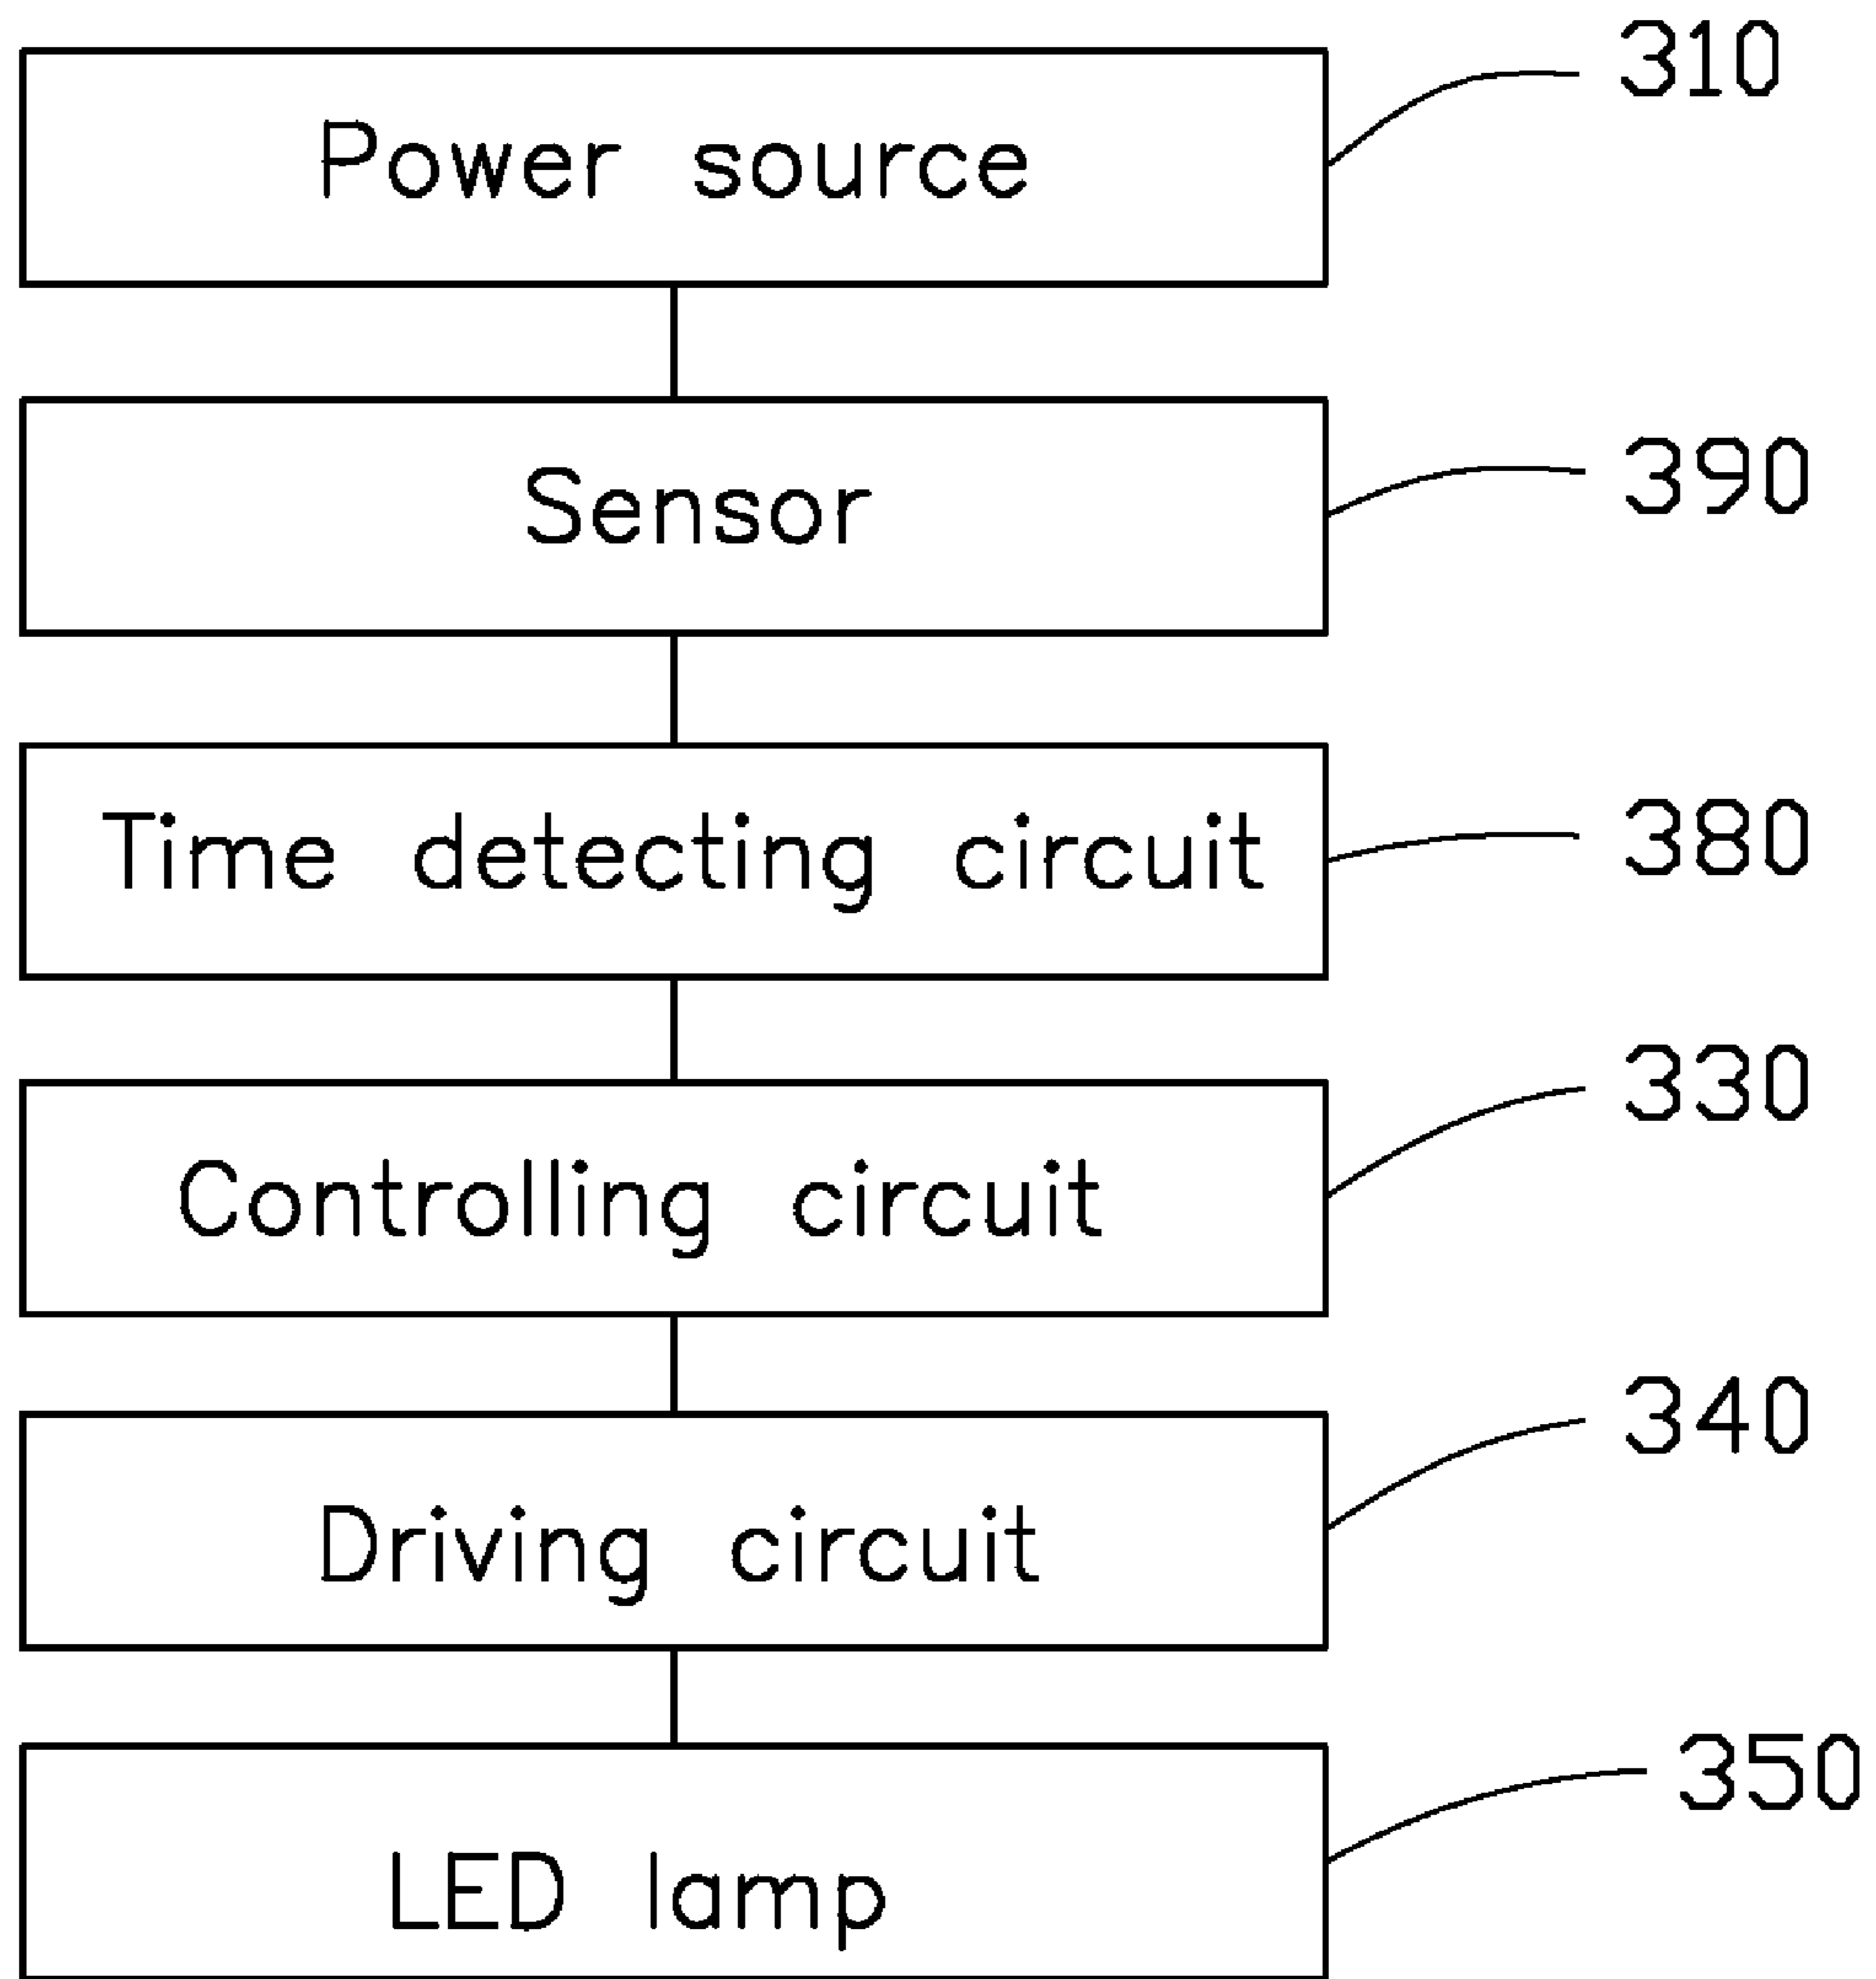 310
Power source
390
Sensor
380
Time detecting circuit
330
Controlling circuit
340
Driving circuit
350
LED lamp